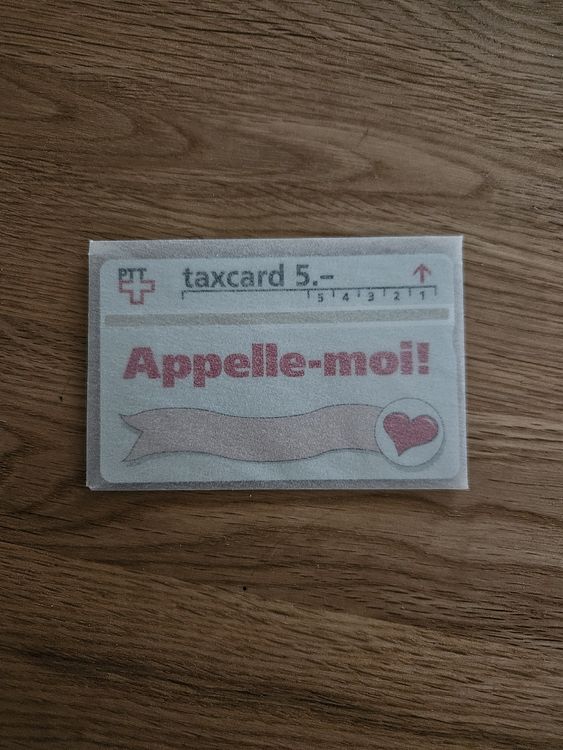 PTT
taxcard 5.–
5 4 3 2 1
Appelle-moi!